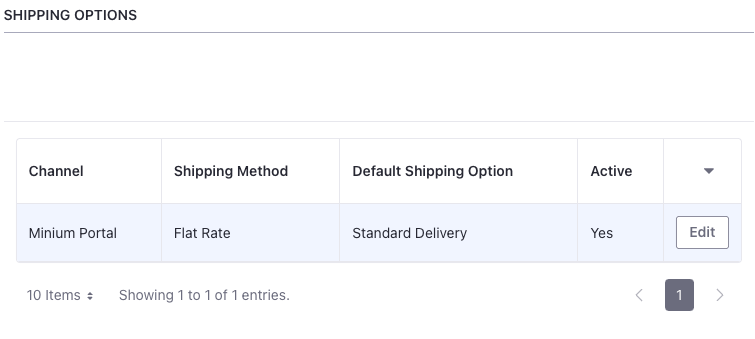 SHIPPING OPTIONS
Channel Shipping Method Default Shipping Option Active
Minium Portal Flat Rate Standard Delivery Yes Edit
10 Items Showing 1 to 1 of 1 entries. 1